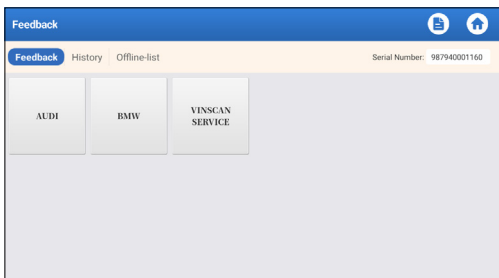 Feedback
Feedback History Offline-list Serial Number: 987940001160
AUDI BMW VINSCAN
SERVICE